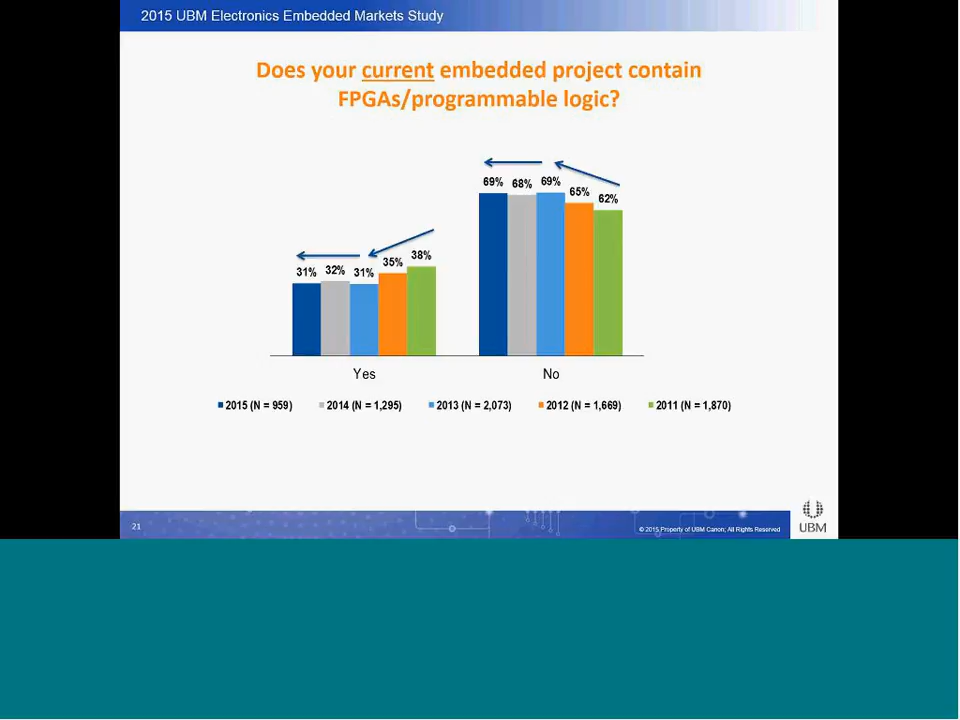 2015 UBM Electronics Embedded Markets Study
Does your current embedded project contain
FPGAs/programmable logic?
31% 32% 31% 35% 38%
69% 68% 69% 65% 62%
Yes No
2015 (N = 959) 2014 (N = 1,295) 2013 (N = 2,073) 2012 (N = 1,669) 2011 (N = 1,870)
21
© 2015 Property of UBM Canon; All Rights Reserved
UBM